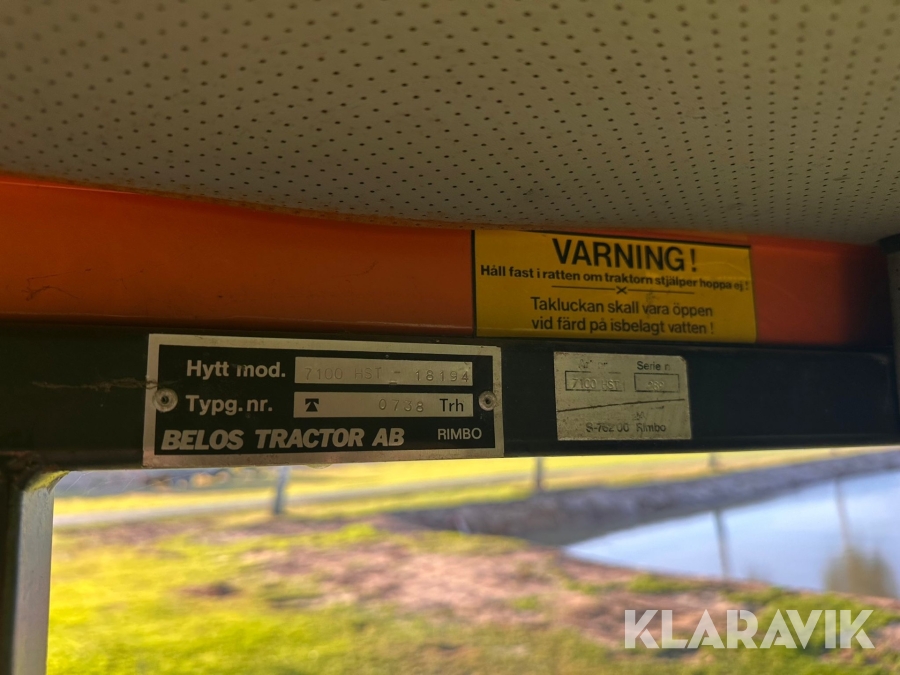 VARNING!
Håll fast i ratten om traktorn stjälper hoppa ej!
Takluckan skall vara öppen
vid färd på isbelagt vatten!
Hytt mod. 7100 HST - 18194
Typg.nr. 0738 Trh
BELOS TRACTOR AB RIMBO
Serie n
7100 HST
S-762 00 Rimbo
KLARAVIK